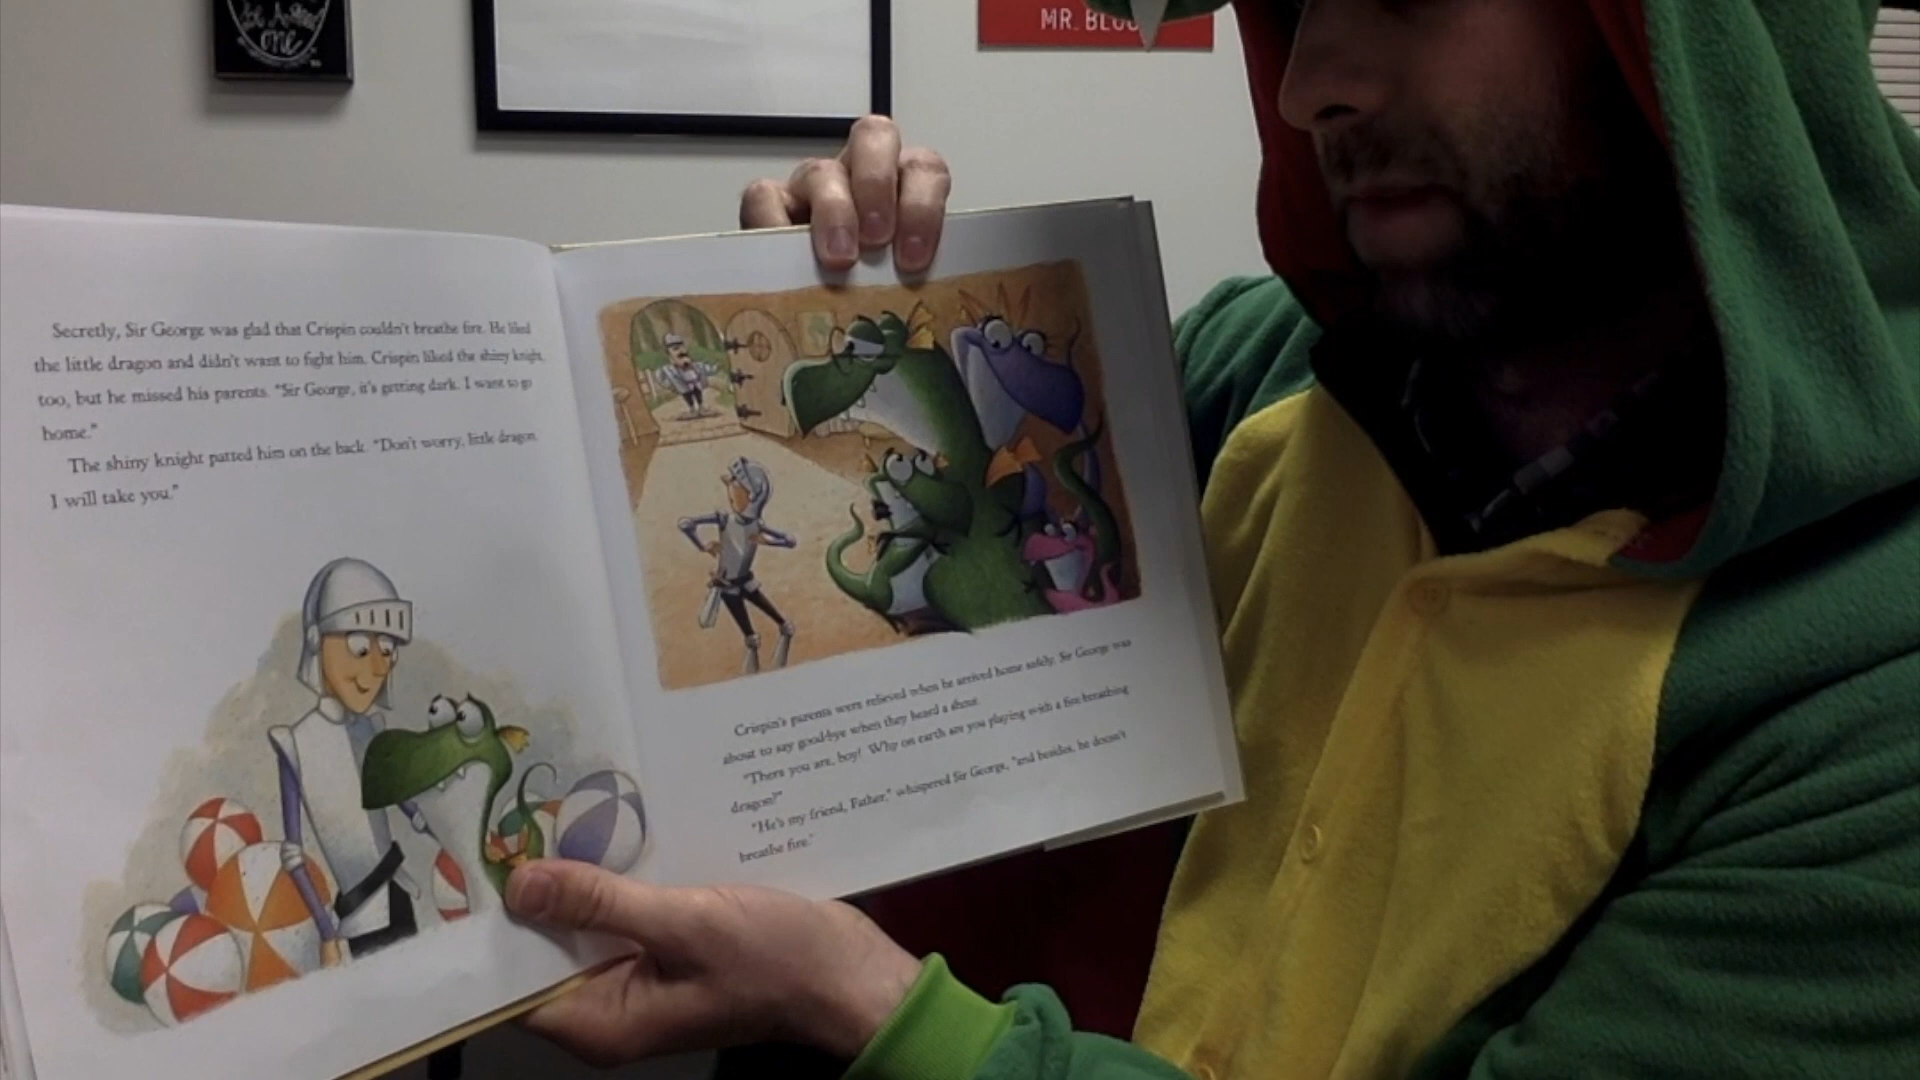 be A
one
MR. BLOO
Secretly, Sir George was glad that Crispin couldn't breathe fire. He liked
the little dragon and didn't want to fight him. Crispin liked the shiny knight,
too, but he missed his parents. "Sir George, it's getting dark. I want to go
home."
The shiny knight patted him on the back. "Don't worry, little dragon.
I will take you."
Crispin's parents were relieved when he arrived home safely. Sir George was
about to say good-bye when they heard a shout.
"There you are, boy! Why on earth are you playing with a fire-breathing
dragon?"
"He's my friend, Father," whispered Sir George, "and besides, he doesn't
breathe fire."